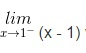 lim
x→1⁻ (x - 1)